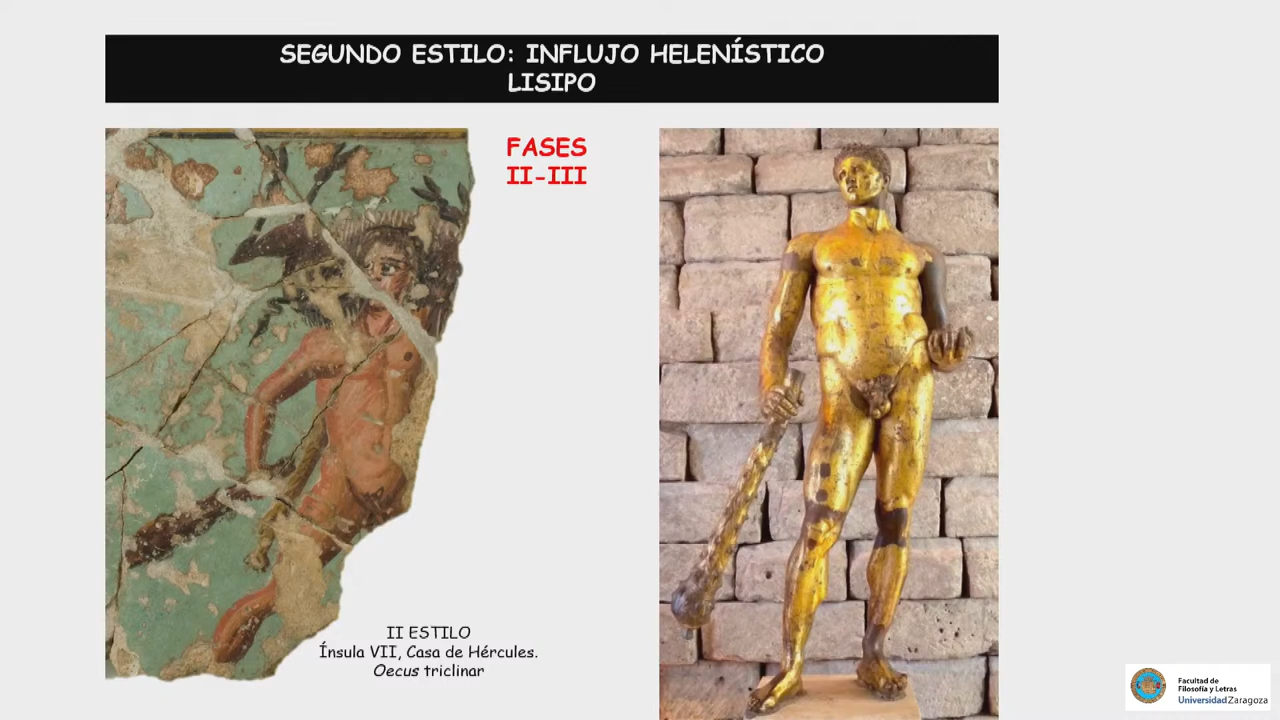 SEGUNDO ESTILO: INFLUJO HELENÍSTICO
LISIPO
FASES
II-III
II ESTILO
Ínsula VII, Casa de Hércules.
Oecus triclinar
Facultad de
Filosofía y Letras
Universidad Zaragoza